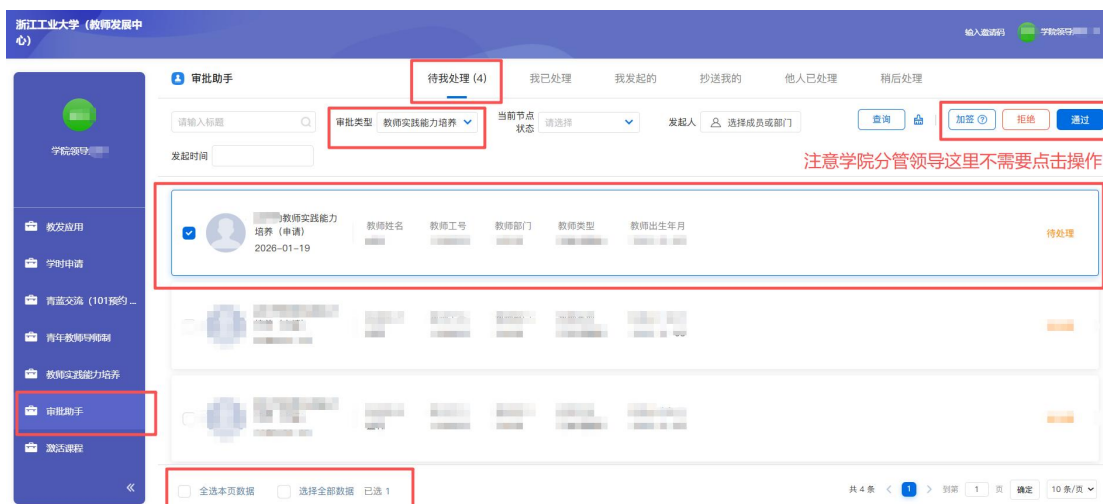 浙江工业大学（教师发展中
心）
输入邀请码
学院领导
学院领导
教发应用
学时申请
青蓝交流（101预约 ...
青年教师导师制
教师实践能力培养
审批助手
激活课程
审批助手
待我处理 (4)
我已处理
我发起的
抄送我的
他人已处理
稍后处理
请输入标题
审批类型 教师实践能力培养
当前节点
状态 请选择
发起人 选择成员或部门
查询
加签
拒绝
通过
发起时间
注意学院分管领导这里不需要点击操作
教师实践能力
培养（申请）
2026-01-19
教师姓名
教师工号
教师部门
教师类型
教师出生年月
待处理
全选本页数据
选择全部数据
已选 1
共 4 条
1
到第 1 页
确定
10 条/页